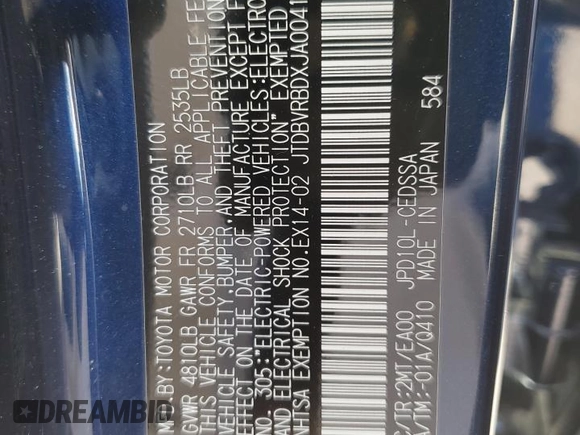 MFD.BY:TOYOTA MOTOR CORPORATION
GVWR 4810LB GAWR FR 2710LB RR 2535LB
THIS VEHICLE CONFORMS TO ALL APPLICABLE FE
VEHICLE SAFETY,BUMPER,AND THEFT PREVENTION
EFFECT ON THE DATE OF MANUFACTURE EXCEPT F
NO. 305:"ELECTRIC-POWERED VEHICLES:ELECTRO
AND ELECTRICAL SHOCK PROTECTION" EXEMPTED
NHTSA EXEMPTION NO.EX14-02 JTDBVRBDXJA0041
C/TR:2MT/EA00 JPD10L-CEDSSA 584
A/TM:-01A/Q410 MADE IN JAPAN
DREAMBID